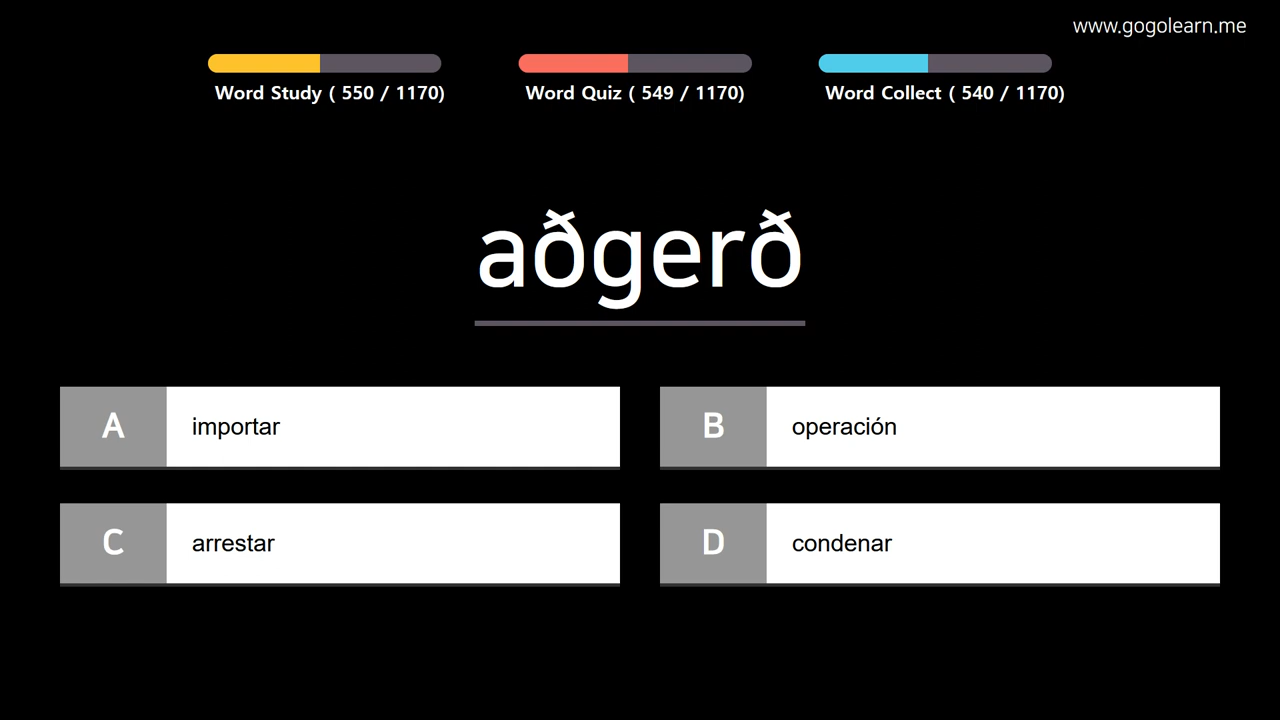 www.gogolearn.me
Word Study ( 550 / 1170)
Word Quiz ( 549 / 1170)
Word Collect ( 540 / 1170)
aðgerð
A importar
B operación
C arrestar
D condenar